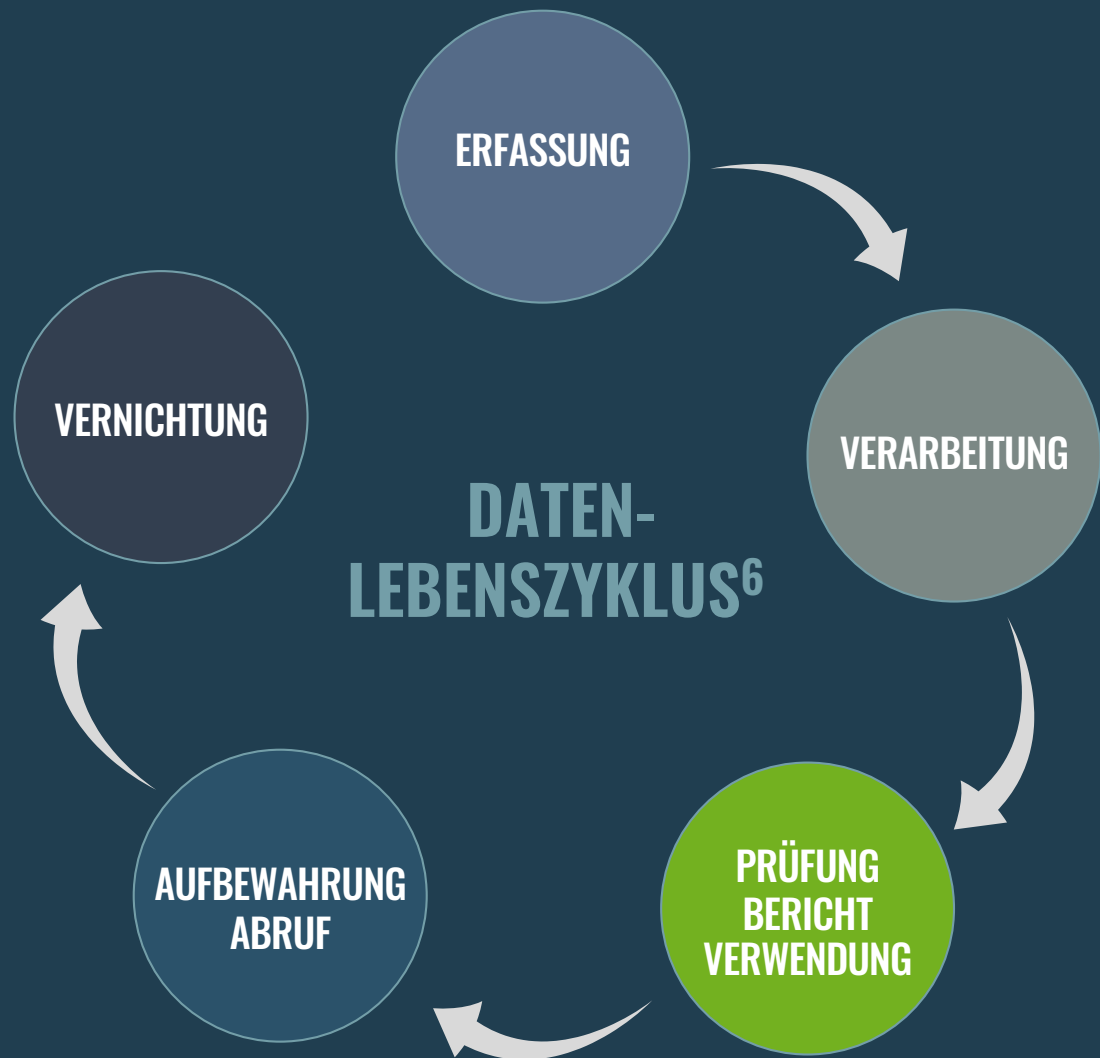 ERFASSUNG
VERARBEITUNG
PRÜFUNG
BERICHT
VERWENDUNG
AUFBEWAHRUNG
ABRUF
VERNICHTUNG
DATEN-
LEBENSZYKLUS⁶